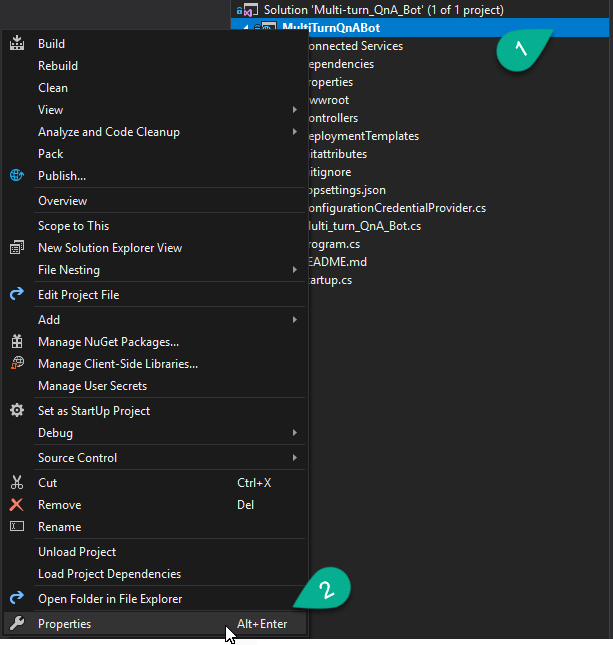 Solution 'Multi-turn_QnA_Bot' (1 of 1 project)
MultiTurnQnABot
1
onnected Services
ependencies
roperties
wwroot
ontrollers
eploymentTemplates
itattributes
itignore
ppsettings.json
onfigurationCredentialProvider.cs
ulti_turn_QnA_Bot.cs
rogram.cs
EADME.md
tartup.cs
Build
Rebuild
Clean
View
Analyze and Code Cleanup
Pack
Publish...
Overview
Scope to This
New Solution Explorer View
File Nesting
Edit Project File
Add
Manage NuGet Packages...
Manage Client-Side Libraries...
Manage User Secrets
Set as StartUp Project
Debug
Source Control
Cut Ctrl+X
Remove Del
Rename
Unload Project
Load Project Dependencies
Open Folder in File Explorer
2
Properties Alt+Enter